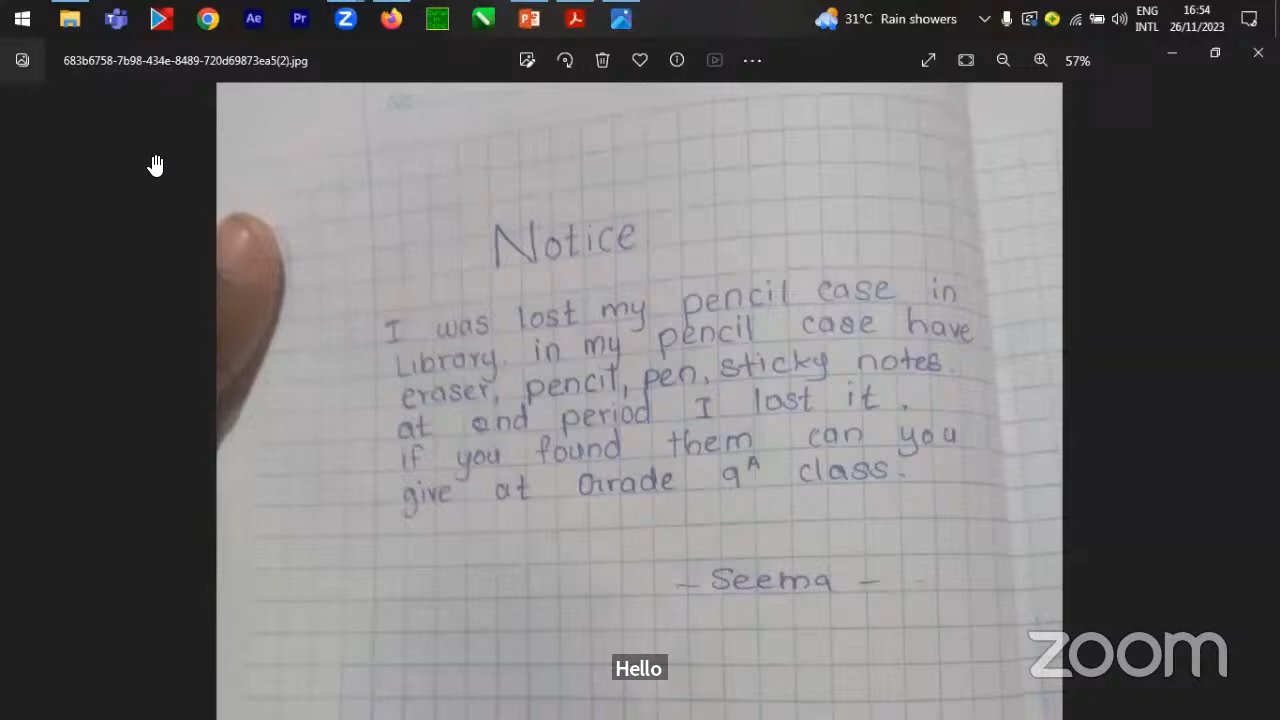 31°C Rain showers
ENG
INTL
16:54
26/11/2023
683b6758-7b98-434e-8489-720d69873ea5(2).jpg
57%
Notice
I was lost my pencil case in
Library. in my pencil case have
eraser, pencil, pen, sticky notes.
at 2nd period I lost it.
if you found them can you
give at Grade 9A class.
- Seema -
Hello
zoom